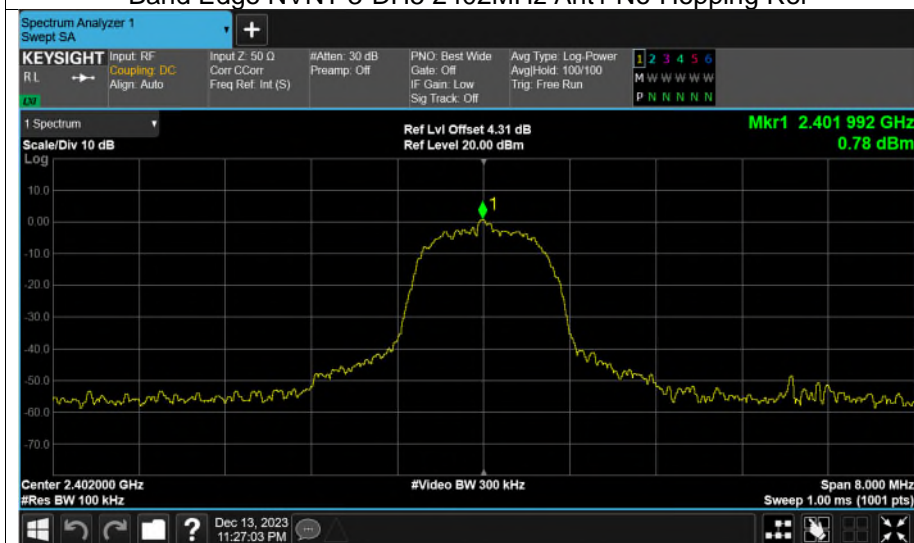 Band Edge NVNT 3-DH5 2402MHz Ant1 No-Hopping Ref
Spectrum Analyzer 1
Swept SA
+
KEYSIGHT
RL
LXI
Input: RF
Coupling: DC
Align: Auto
Input Z: 50 Ω
Corr CCorr
Freq Ref: Int (S)
#Atten: 30 dB
Preamp: Off
PNO: Best Wide
Gate: Off
IF Gain: Low
Sig Track: Off
Avg Type: Log-Power
Avg|Hold: 100/100
Trig: Free Run
1 2 3 4 5 6
M W W W W W
P N N N N N
1 Spectrum
Scale/Div 10 dB
Log
Ref Lvl Offset 4.31 dB
Ref Level 20.00 dBm
Mkr1 2.401 992 GHz
0.78 dBm
1
10.0
0.00
-10.0
-20.0
-30.0
-40.0
-50.0
-60.0
-70.0
Center 2.402000 GHz
#Res BW 100 kHz
#Video BW 300 kHz
Span 8.000 MHz
Sweep 1.00 ms (1001 pts)
?
Dec 13, 2023
11:27:03 PM